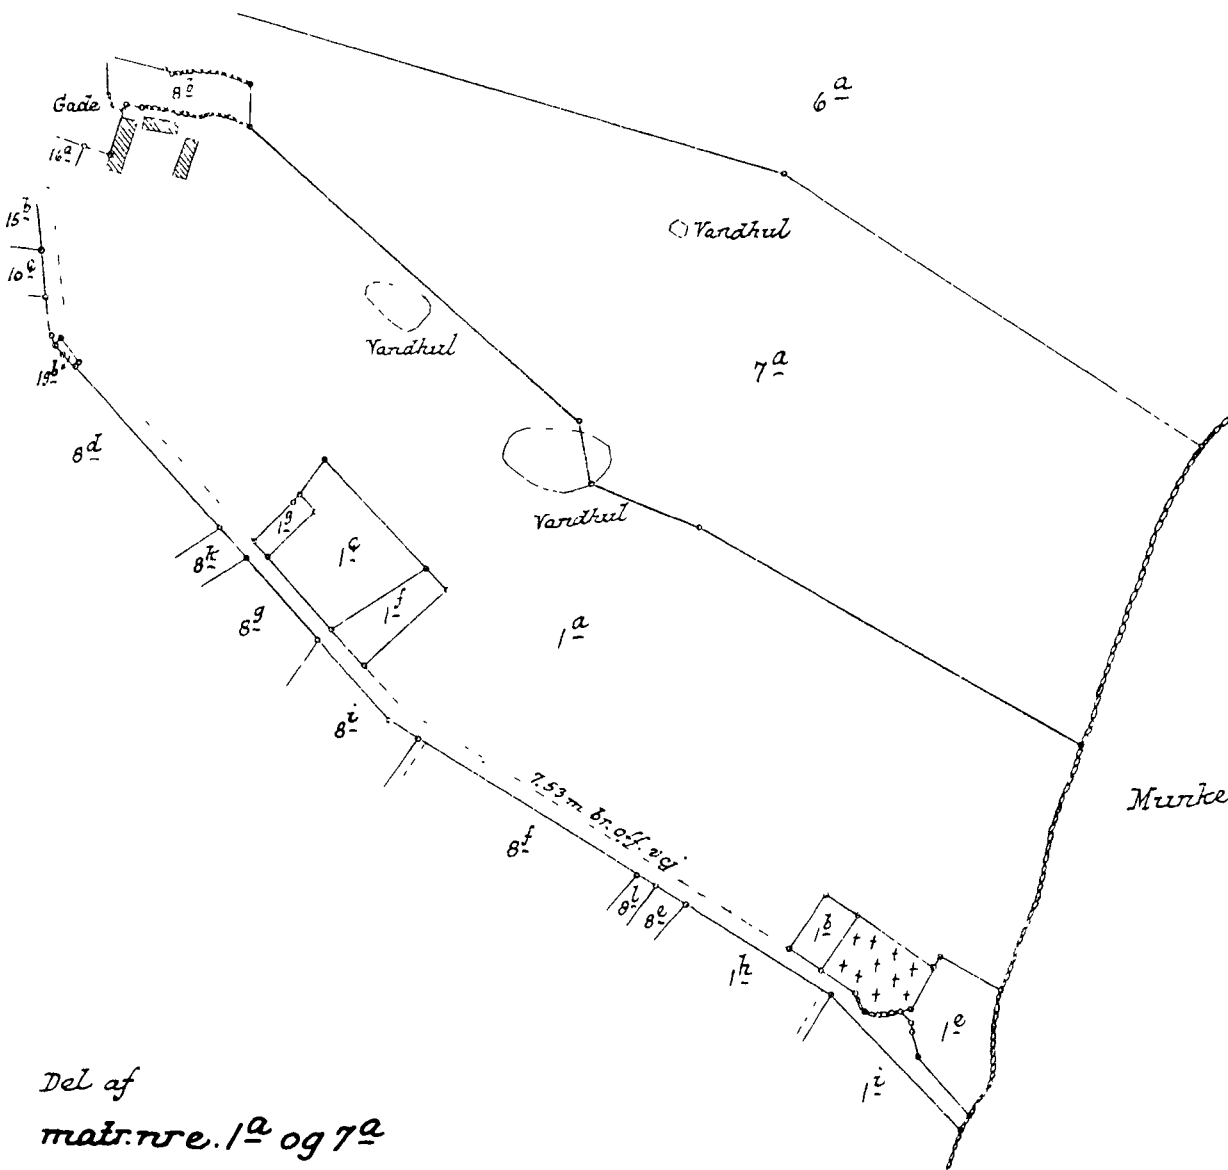 6a
8o
Gade
16a
15b
Vandhul
10c
Vandhul
7a
19b
8d
Vandhul
1g
1c
8k
1f
8g
1a
8i
Munke
7.53 m br. off. vej
8f
8l
8e
1b
1h
1e
1i
Del af
matr. nre. 1a og 7a